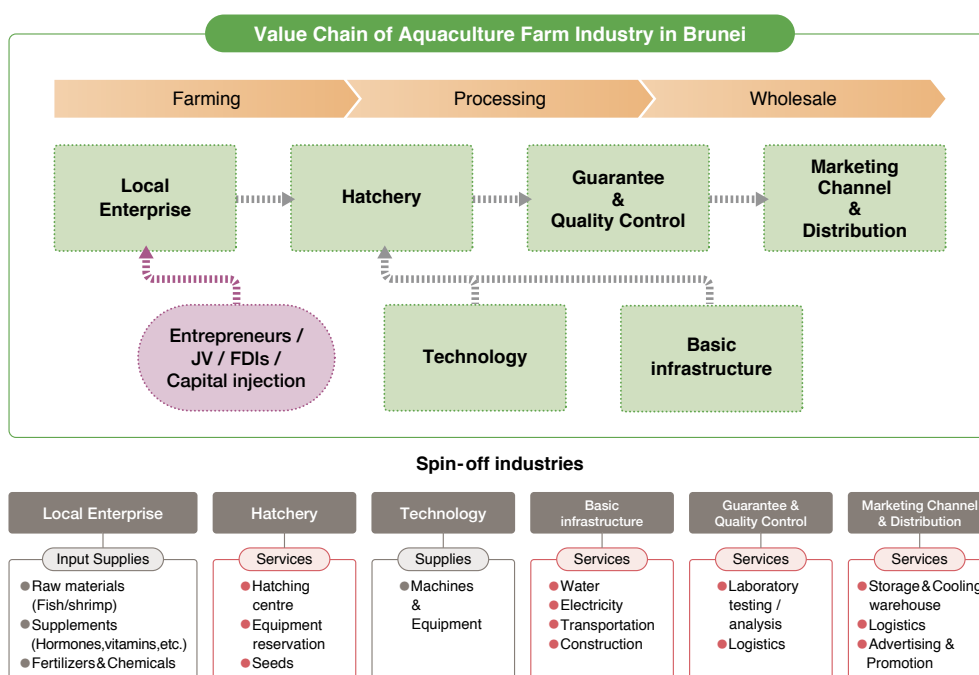 Value Chain of Aquaculture Farm Industry in Brunei
Farming
Processing
Wholesale
Local
Enterprise
Hatchery
Guarantee
&
Quality Control
Marketing
Channel
&
Distribution
Entrepreneurs /
JV / FDIs /
Capital injection
Technology
Basic
infrastructure
Spin-off industries
Local Enterprise
Input Supplies
Raw materials
(Fish/shrimp)
Supplements
(Hormones,vitamins,etc.)
Fertilizers & Chemicals
Hatchery
Services
Hatching
centre
Equipment
reservation
Seeds
Technology
Supplies
Machines
&
Equipment
Basic
infrastructure
Services
Water
Electricity
Transportation
Construction
Guarantee &
Quality Control
Services
Laboratory
testing /
analysis
Logistics
Marketing Channel
& Distribution
Services
Storage & Cooling
warehouse
Logistics
Advertising &
Promotion